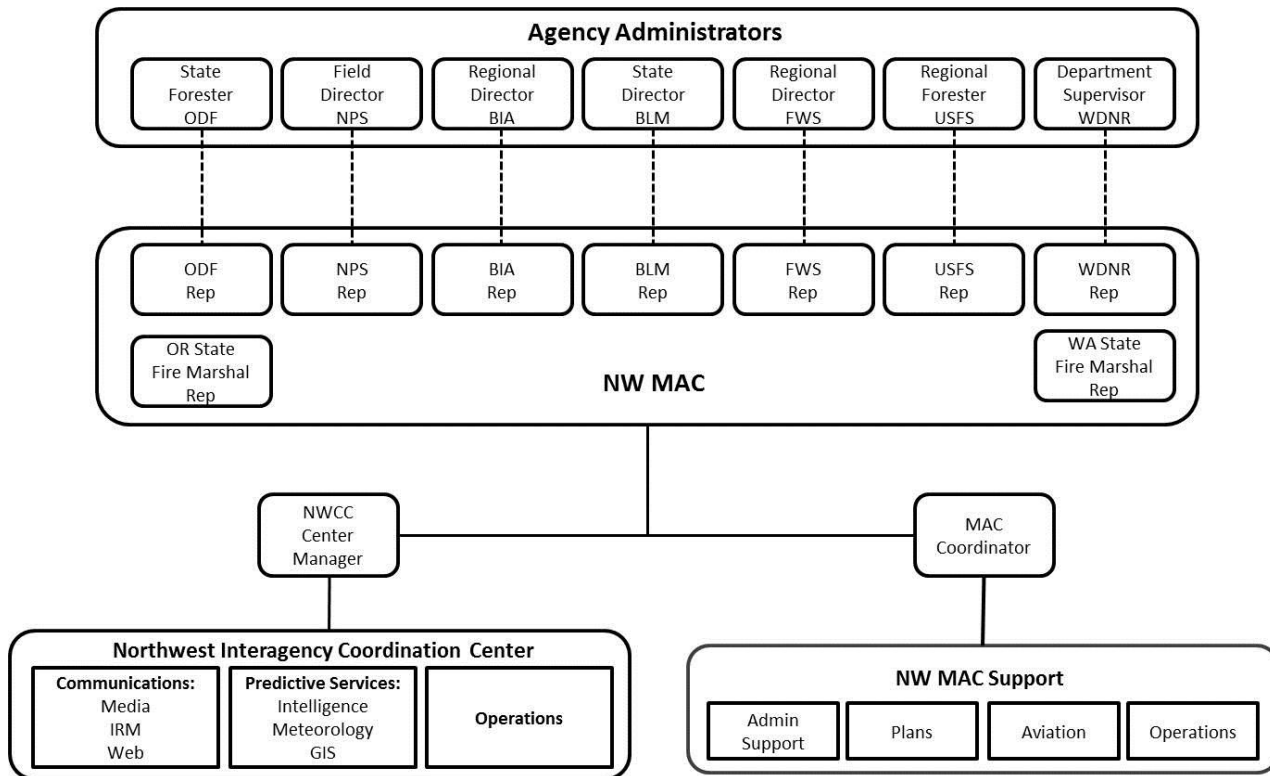 Agency Administrators
State
Forester
ODF
Field
Director
NPS
Regional
Director
BIA
State
Director
BLM
Regional
Director
FWS
Regional
Forester
USFS
Department
Supervisor
WDNR
ODF
Rep
NPS
Rep
BIA
Rep
BLM
Rep
FWS
Rep
USFS
Rep
WDNR
Rep
OR State
Fire Marshal
Rep
NW MAC
WA State
Fire Marshal
Rep
NWCC
Center
Manager
MAC
Coordinator
Northwest Interagency Coordination Center
Communications:
Media
IRM
Web
Predictive Services:
Intelligence
Meteorology
GIS
Operations
NW MAC Support
Admin
Support
Plans
Aviation
Operations